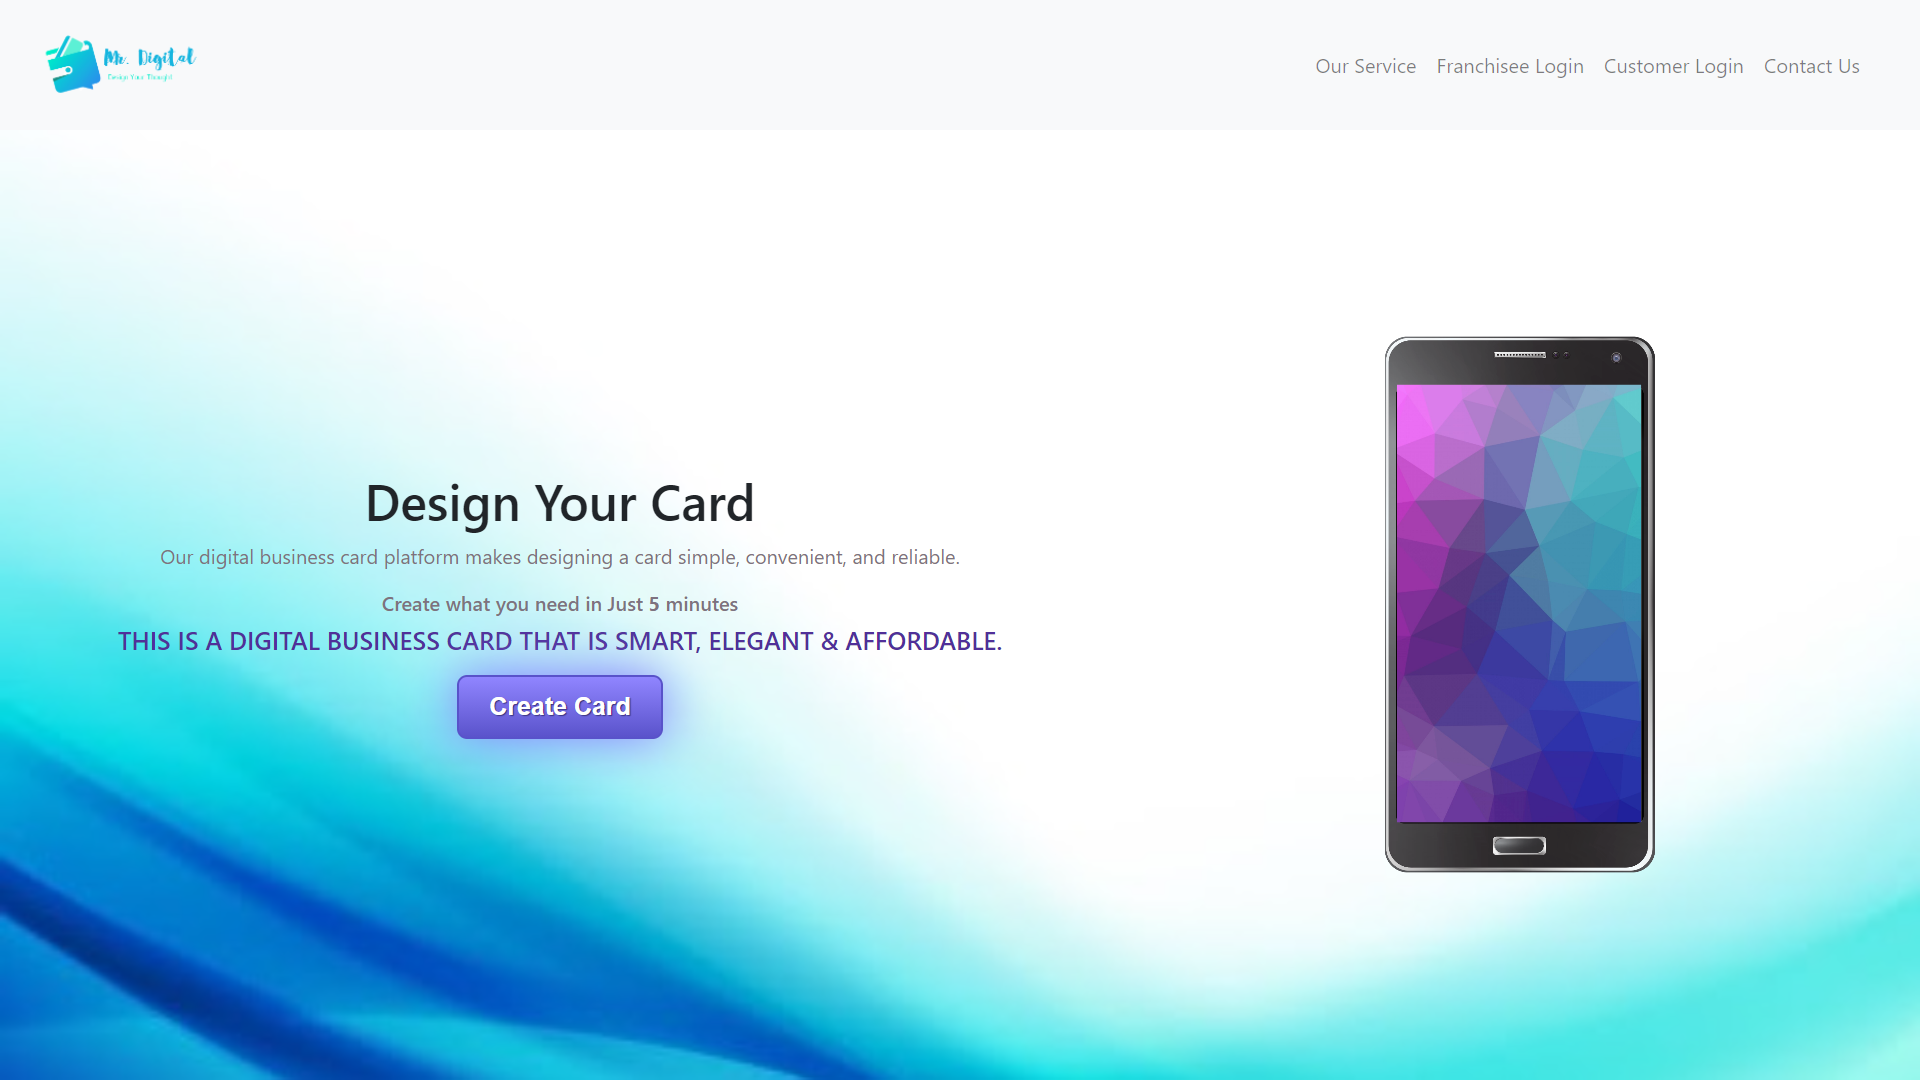 Mr. Digital
Design Your Thought
Our Service
Franchisee Login
Customer Login
Contact Us
Design Your Card
Our digital business card platform makes designing a card simple, convenient, and reliable.
Create what you need in Just 5 minutes
THIS IS A DIGITAL BUSINESS CARD THAT IS SMART, ELEGANT & AFFORDABLE.
Create Card